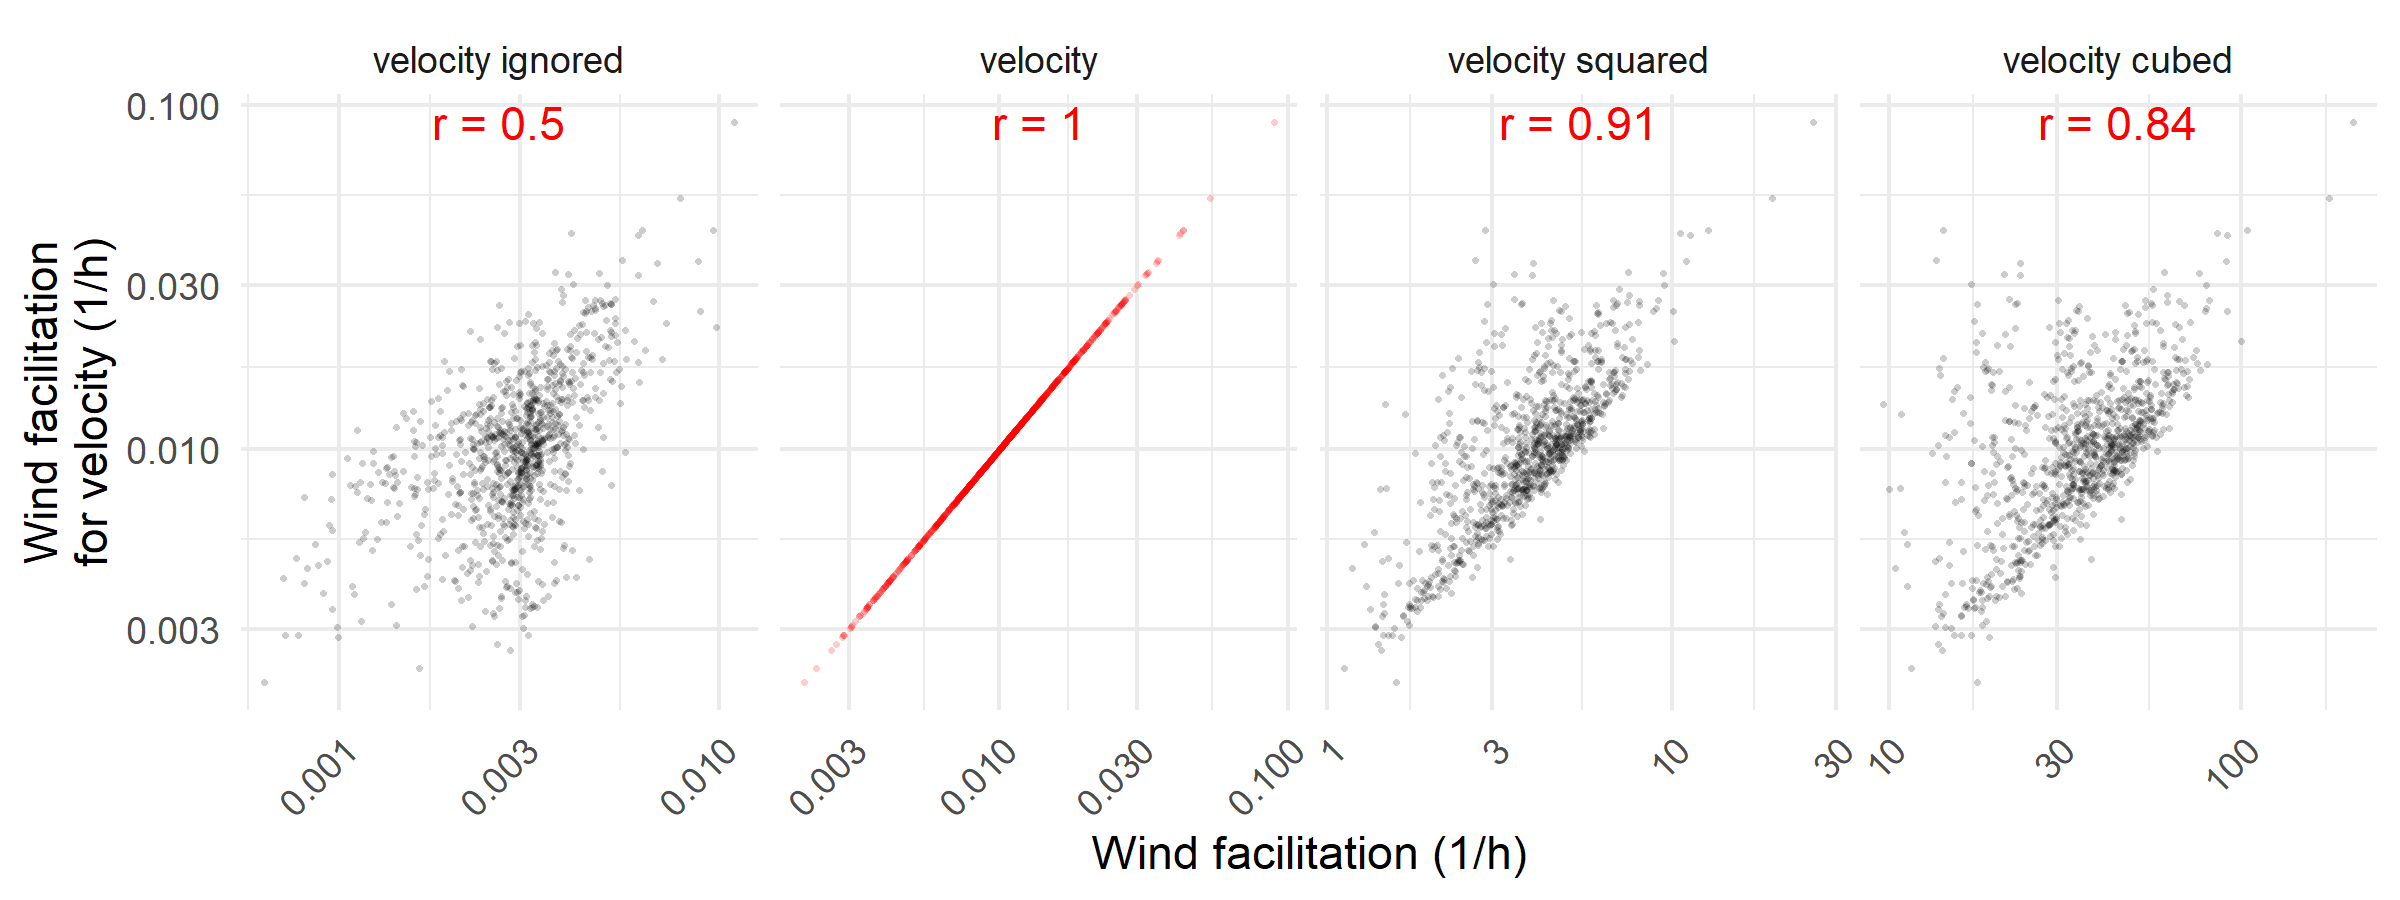 velocity ignored
velocity
velocity squared
velocity cubed
r = 0.5
r = 1
r = 0.91
r = 0.84
Wind facilitation
for velocity (1/h)
0.100
0.030
0.010
0.003
0.001
0.003
0.010
0.003
0.010
0.030
0.100
1
3
10
30
10
30
100
Wind facilitation (1/h)